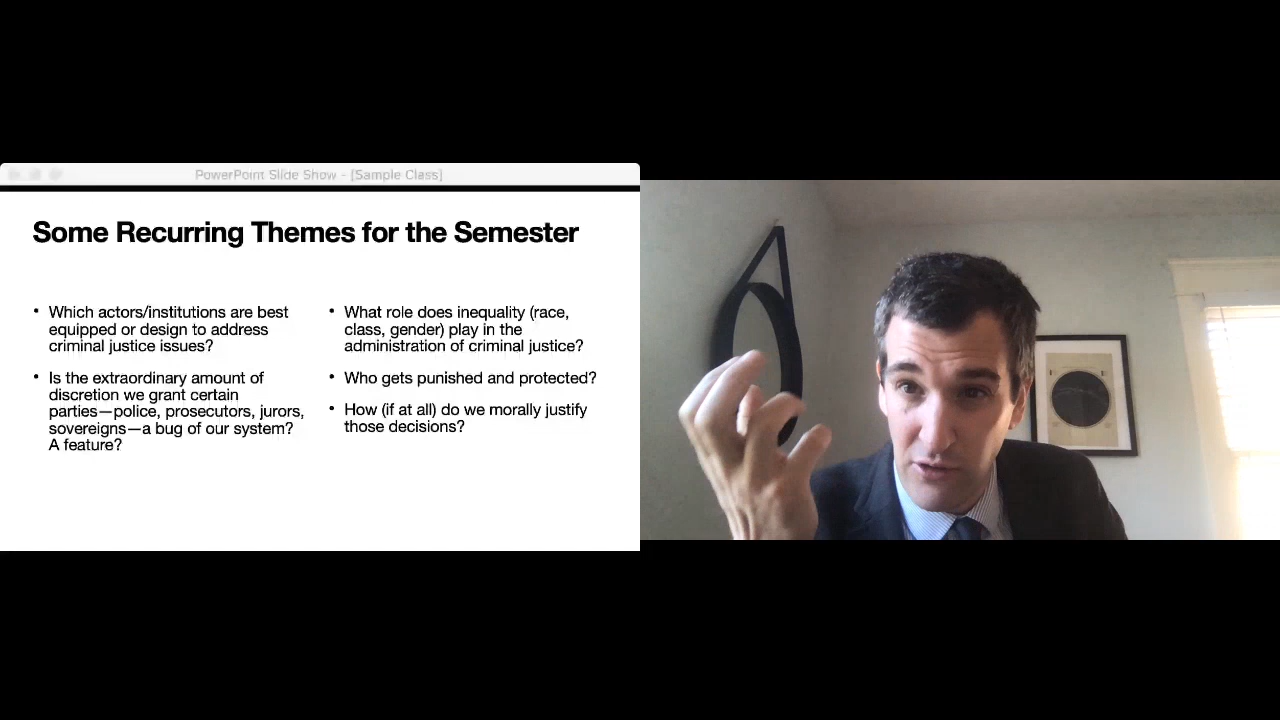 PowerPoint Slide Show - [Sample Class]
Some Recurring Themes for the Semester
• Which actors/institutions are best
equipped or design to address
criminal justice issues?
• Is the extraordinary amount of
discretion we grant certain
parties—police, prosecutors, jurors,
sovereigns—a bug of our system?
A feature?
• What role does inequality (race,
class, gender) play in the
administration of criminal justice?
• Who gets punished and protected?
• How (if at all) do we morally justify
those decisions?